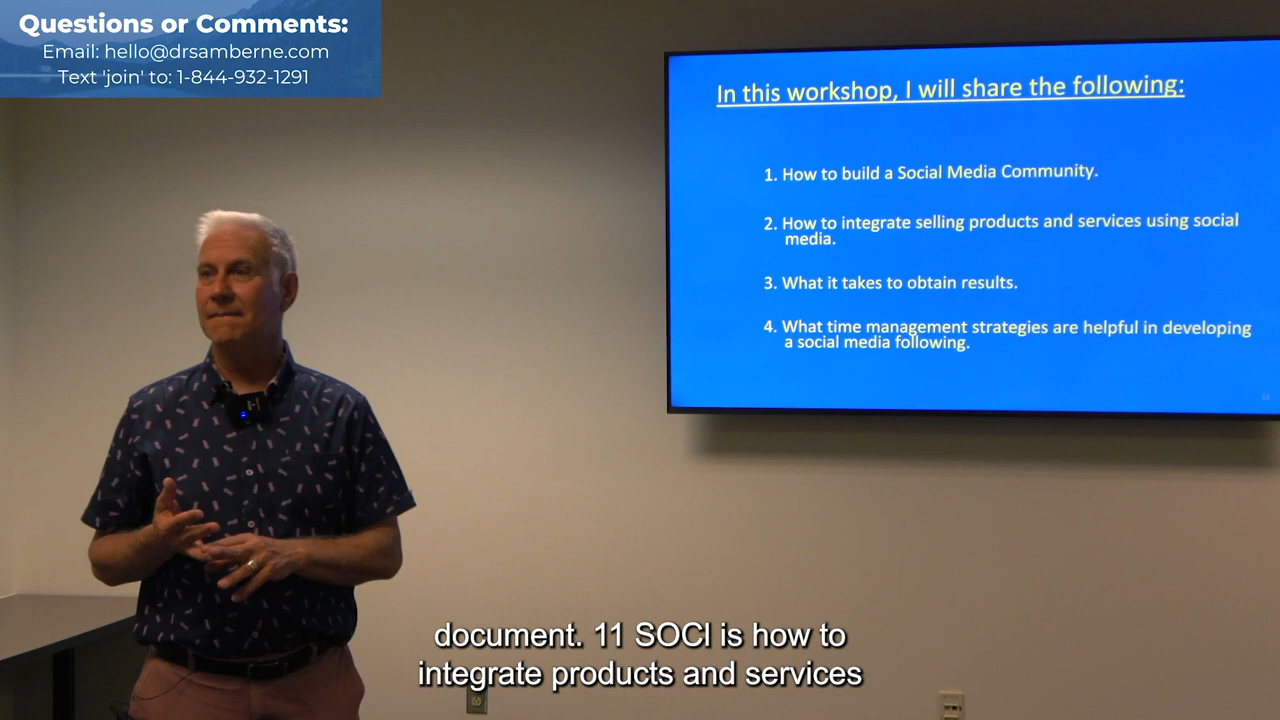 Questions or Comments:
Email: hello@drsamberne.com
Text 'join' to: 1-844-932-1291
In this workshop, I will share the following:
1. How to build a Social Media Community.
2. How to integrate selling products and services using social
media.
3. What it takes to obtain results.
4. What time management strategies are helpful in developing
a social media following.
document. 11 SOCI is how to
integrate products and services